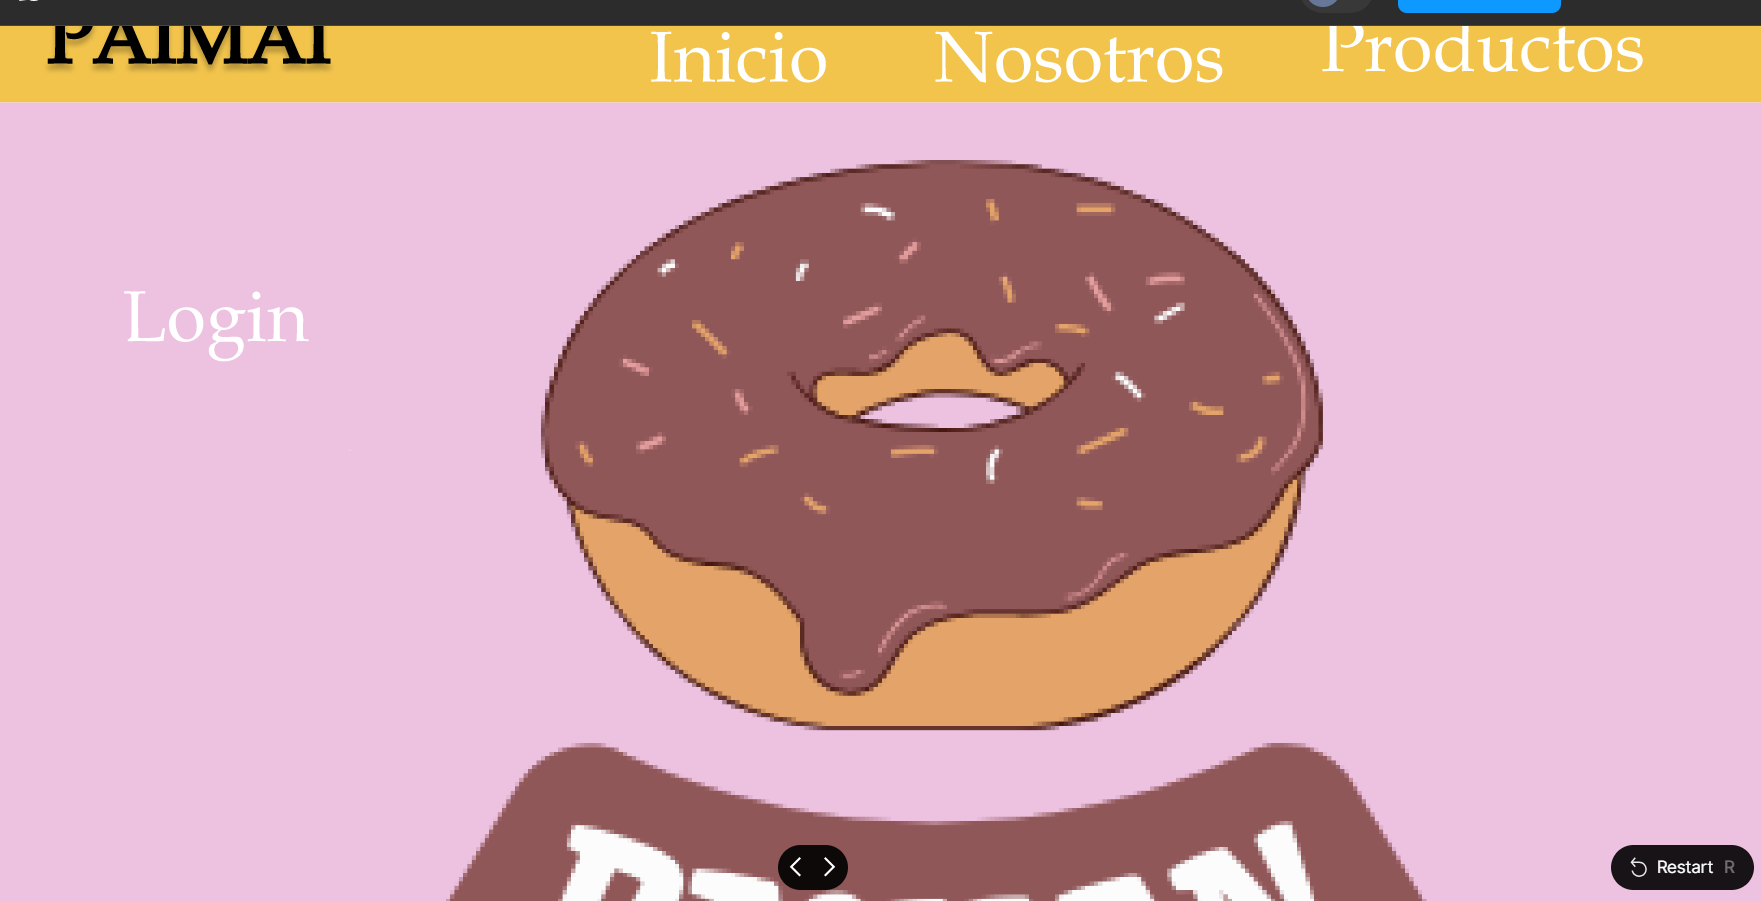 PAIMAI
Inicio
Nosotros
Productos
Login
Restart R